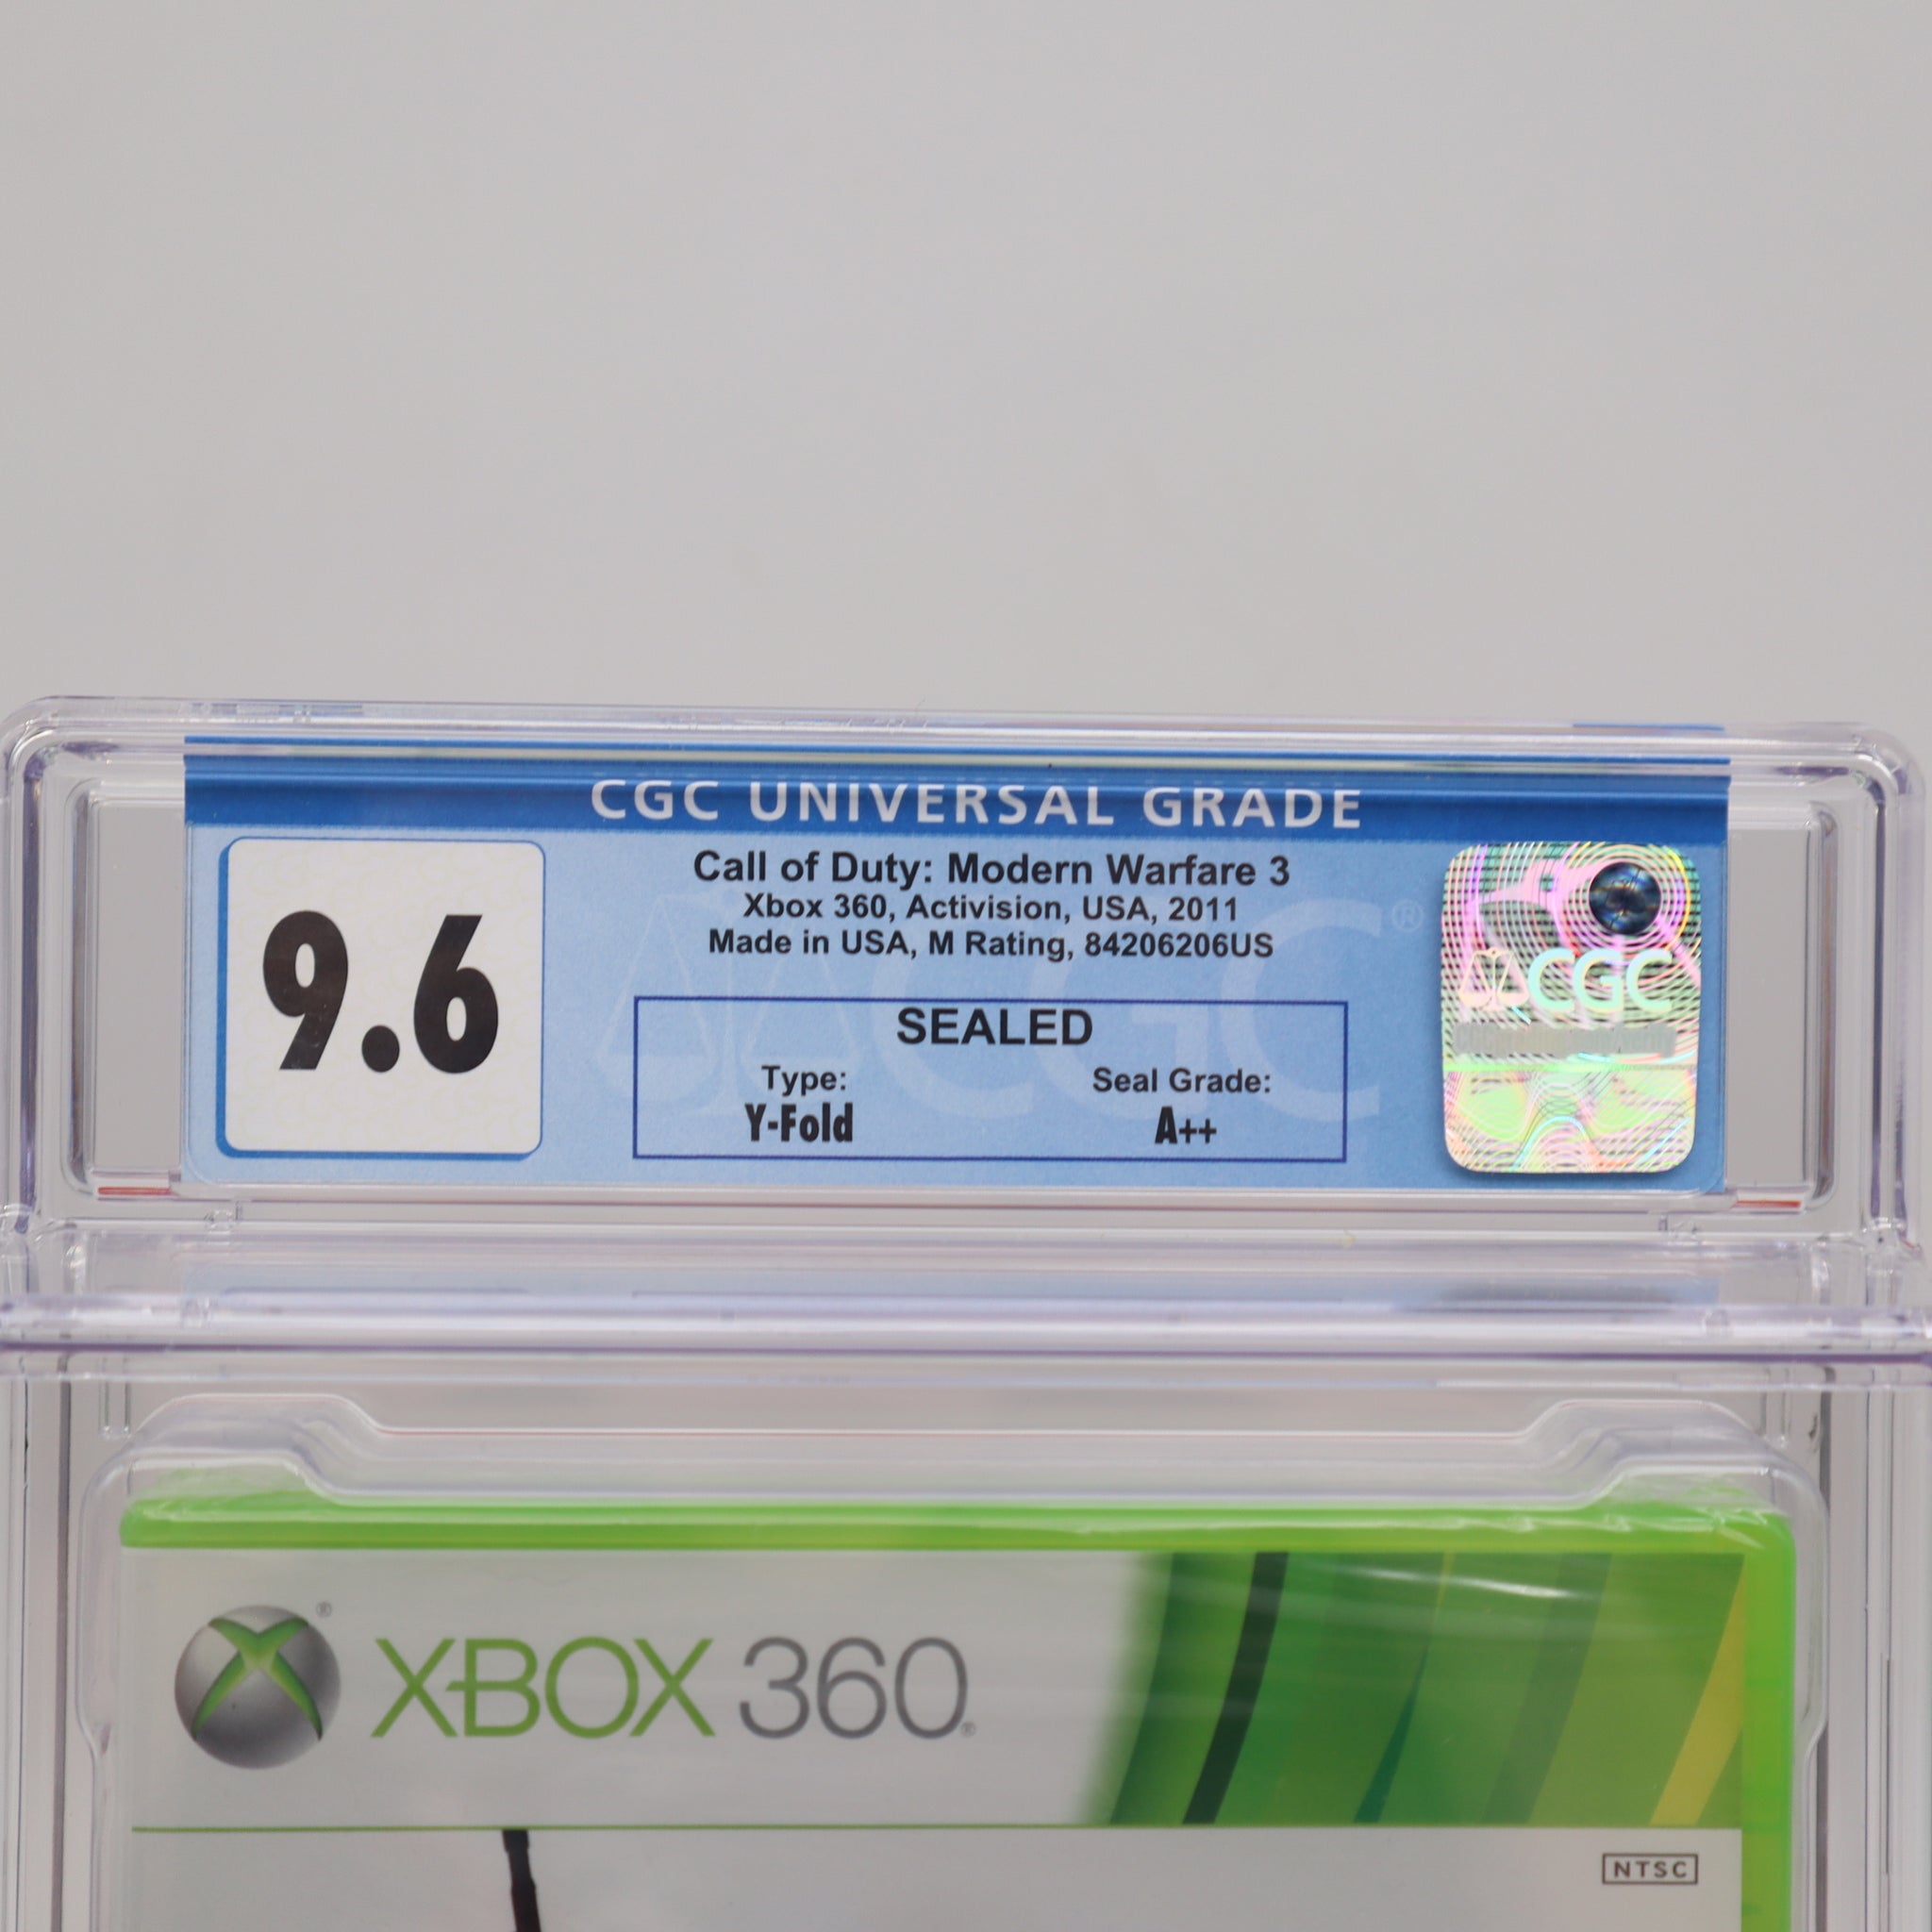 CGC UNIVERSAL GRADE
9.6
Call of Duty: Modern Warfare 3
Xbox 360, Activision, USA, 2011
Made in USA, M Rating, 84206206US
SEALED
Type:
Y-Fold
Seal Grade:
A++
CGC
CGC®
XBOX 360®
NTSC